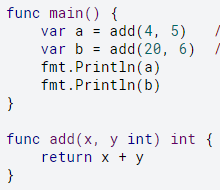 func main() {
    var a = add(4, 5)   /
    var b = add(20, 6)  /
    fmt.Println(a)
    fmt.Println(b)
}

func add(x, y int) int {
    return x + y
}